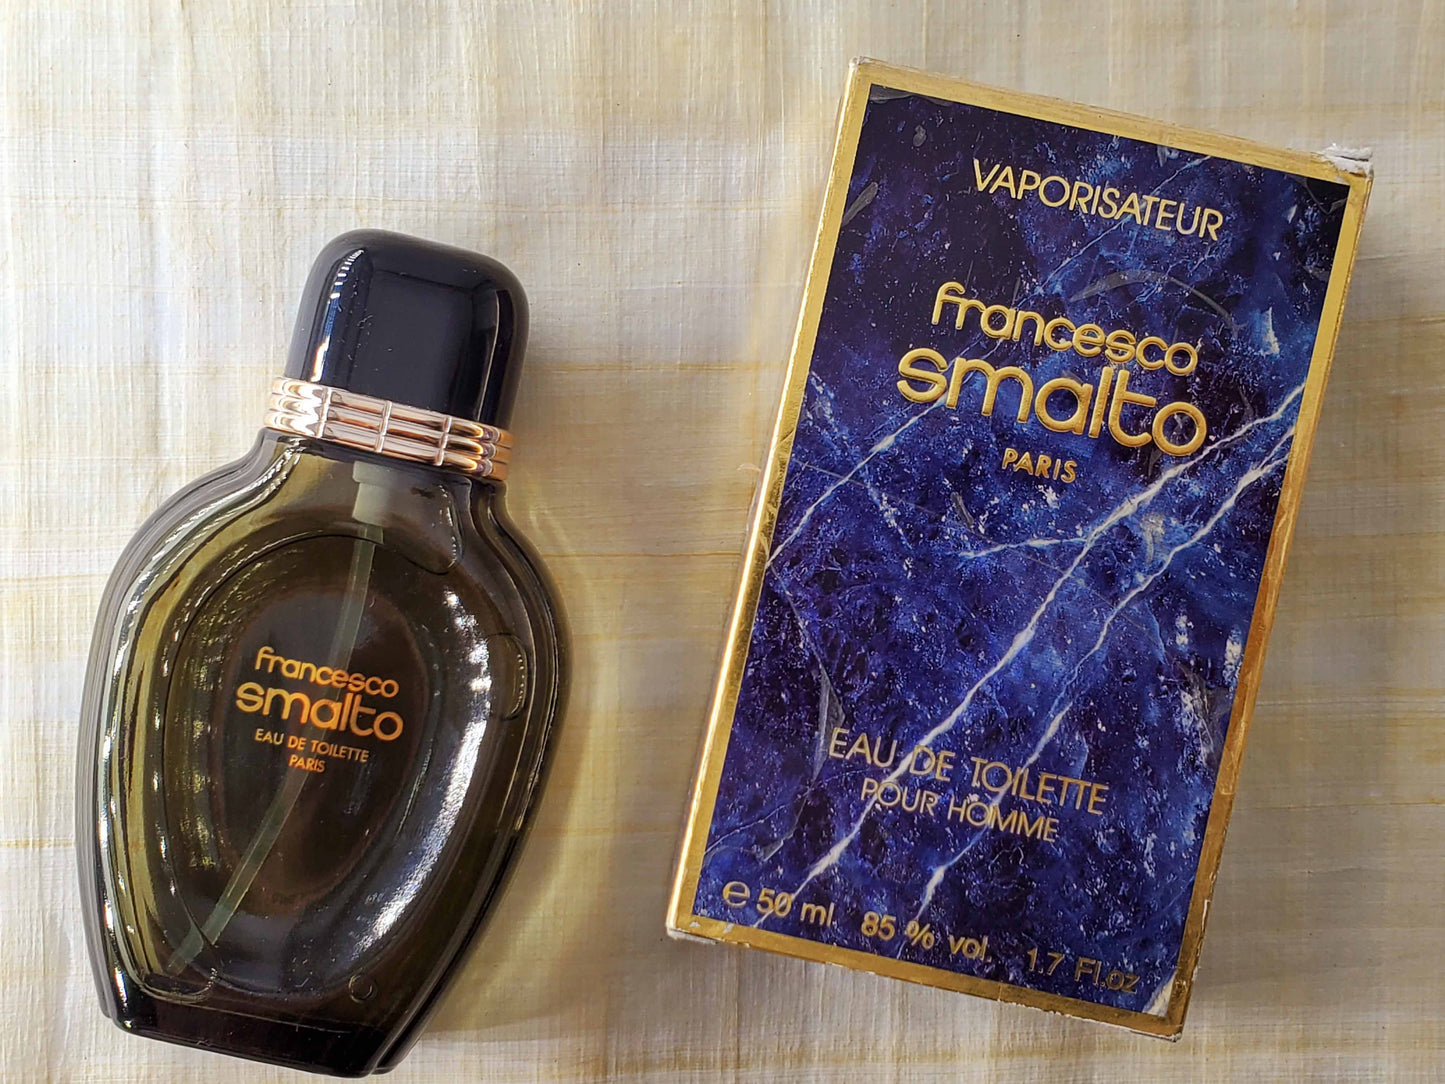 francesco
smalto
EAU DE TOILETTE
PARIS
VAPORISATEUR
francesco
smalto
PARIS
EAU DE TOILETTE
POUR HOMME
e 50 ml 85 % vol. 1.7 Fl.oz